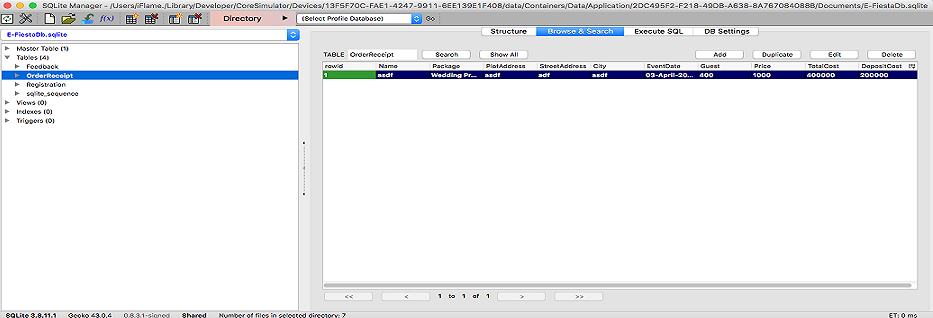 SQLite Manager - /Users/iFlame./Library/Developer/CoreSimulator/Devices/13F5F70C-FAE1-4247-9911-6EE139E1F408/data/Containers/Data/Application/2DC495F2-F218-49DB-A638-8A767084088B/Documents/E-FiestaDb.sqlite
f(x) Directory (Select Profile Database) Go
E-FiestaDb.sqlite
Structure Browse & Search Execute SQL DB Settings
Master Table (1)
Tables (4)
Feedback
OrderReceipt
Registration
sqlite_sequence
Views (0)
Indexes (0)
Triggers (0)
TABLE OrderReceipt Search Show All Add Duplicate Edit Delete
rowid Name Package PlotAddress StreetAddress City EventDate Guest Price TotalCost DepositCost
1 asdf Wedding Pr... asdf adf asdf 03-April-20... 400 1000 400000 200000
<< < 1 to 1 of 1 > >>
SQLite 3.8.11.1 Gecko 43.0.4 0.8.3.1-signed Shared Number of files in selected directory: 7 ET: 0 ms